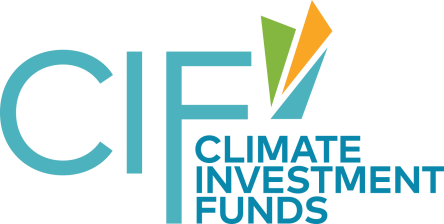 CIF
CLIMATE
INVESTMENT
FUNDS